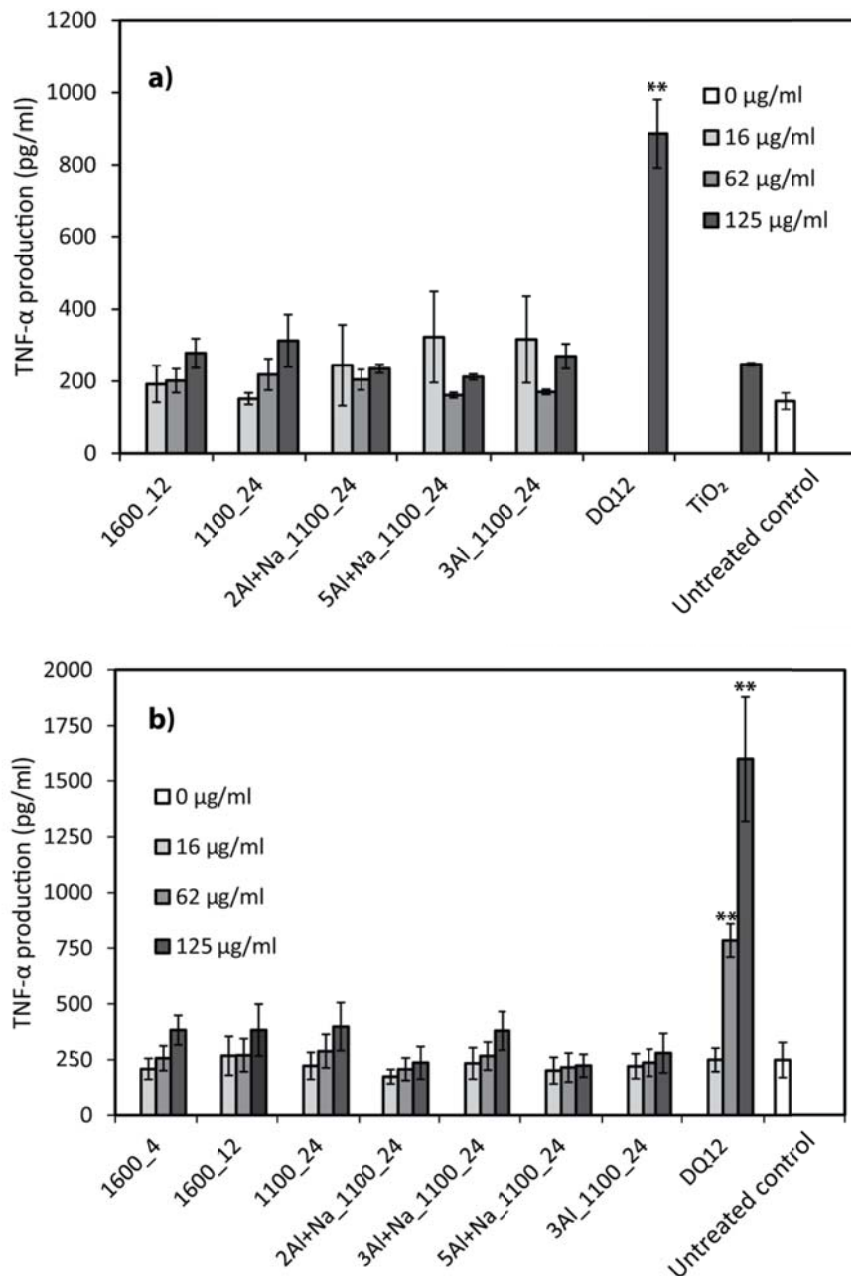 1200
1000
800
600
400
200
0
TNF-α production (pg/ml)
a)
**
0 µg/ml
16 µg/ml
62 µg/ml
125 µg/ml
1600_12
1100_24
2Al+Na_1100_24
5Al+Na_1100_24
3Al_1100_24
DQ12
TiO₂
Untreated control
2000
1750
1500
1250
1000
750
500
250
0
TNF-α production (pg/ml)
b)
**
**
0 µg/ml
16 µg/ml
62 µg/ml
125 µg/ml
1600_4
1600_12
1100_24
2Al+Na_1100_24
3Al+Na_1100_24
5Al+Na_1100_24
3Al_1100_24
DQ12
Untreated control